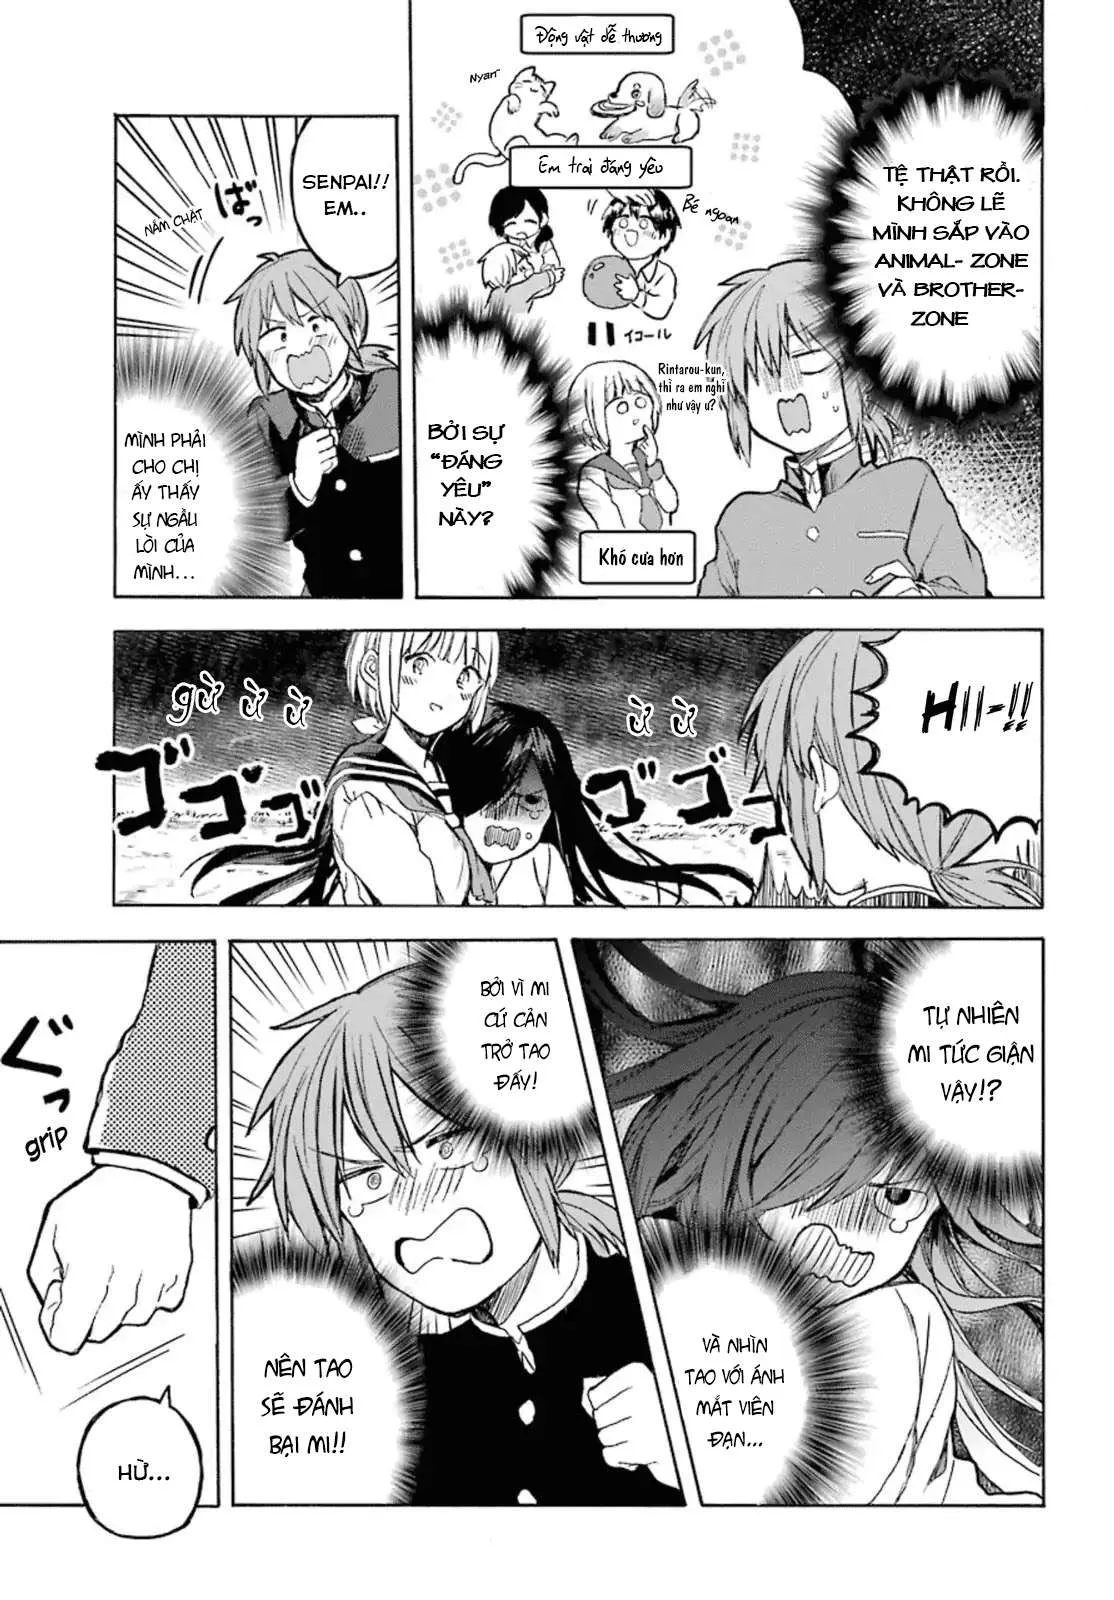 TỆ THẬT RỒI.
KHÔNG LẼ
MÌNH SẮP VÀO
ANIMAL- ZONE
VÀ BROTHER-
ZONE
Động vật dễ thương
Nyan~
Em trai đáng yêu
Bé ngoan
イコール
Rintarou-kun,
thì ra em nghĩ
như vậy ư?
Khó cưa hơn
BỞI SỰ
“ĐÁNG
YÊU”
NÀY?
SENPAI!!
EM..
NẮM CHẶT
ばっ
MÌNH PHẢI
CHO CHỊ
ẤY THẤY
SỰ NGẦU
LÒI CỦA
MÌNH...
HII-!!
ừ ừ
ゴゴ
gừ ừ ừ
ゴゴゴ
TỰ NHIÊN
MI TỨC GIẬN
VẬY!?
VÀ NHÌN
TAO VỚI ÁNH
MẮT VIÊN
ĐẠN...
BỞI VÌ MI
CỨ CẢN
TRỞ TAO
ĐẤY!
NÊN TAO
SẼ ĐÁNH
BẠI MI!!
ぐっ
grip
HỪ...